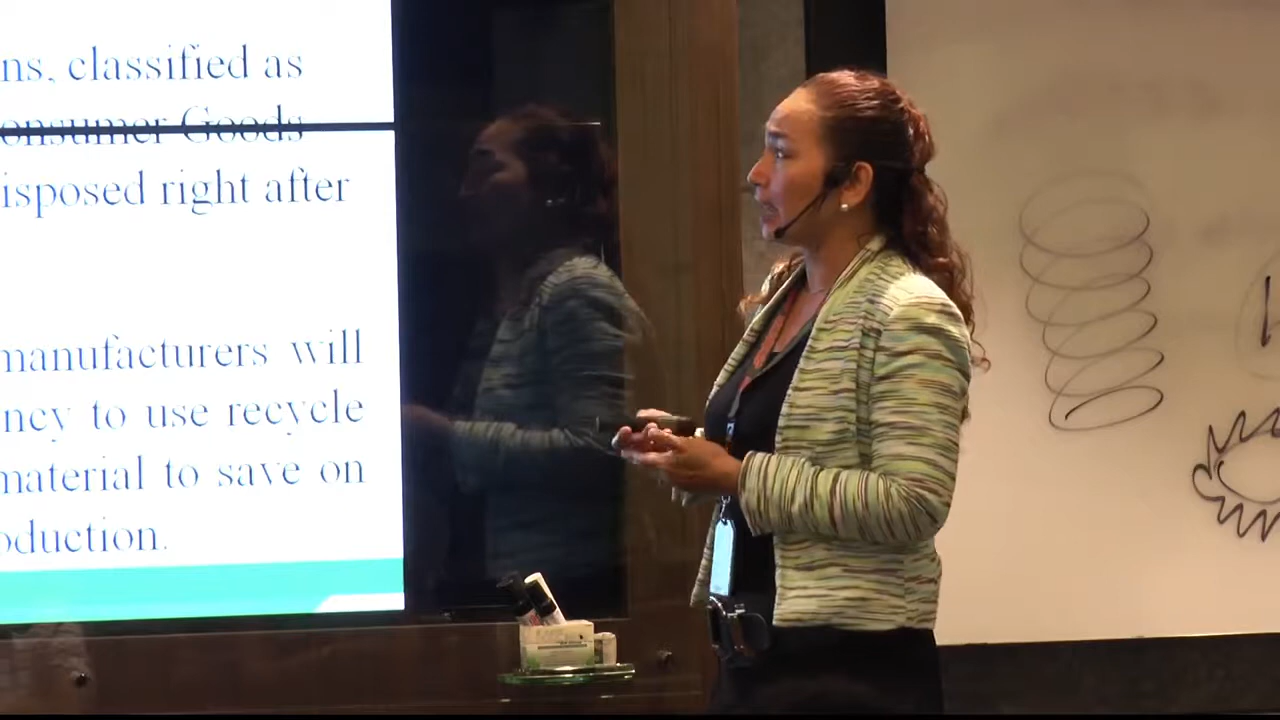 ns, classified as
onsumer Goods
isposed right after
manufacturers will
ncy to use recycle
material to save on
oduction.